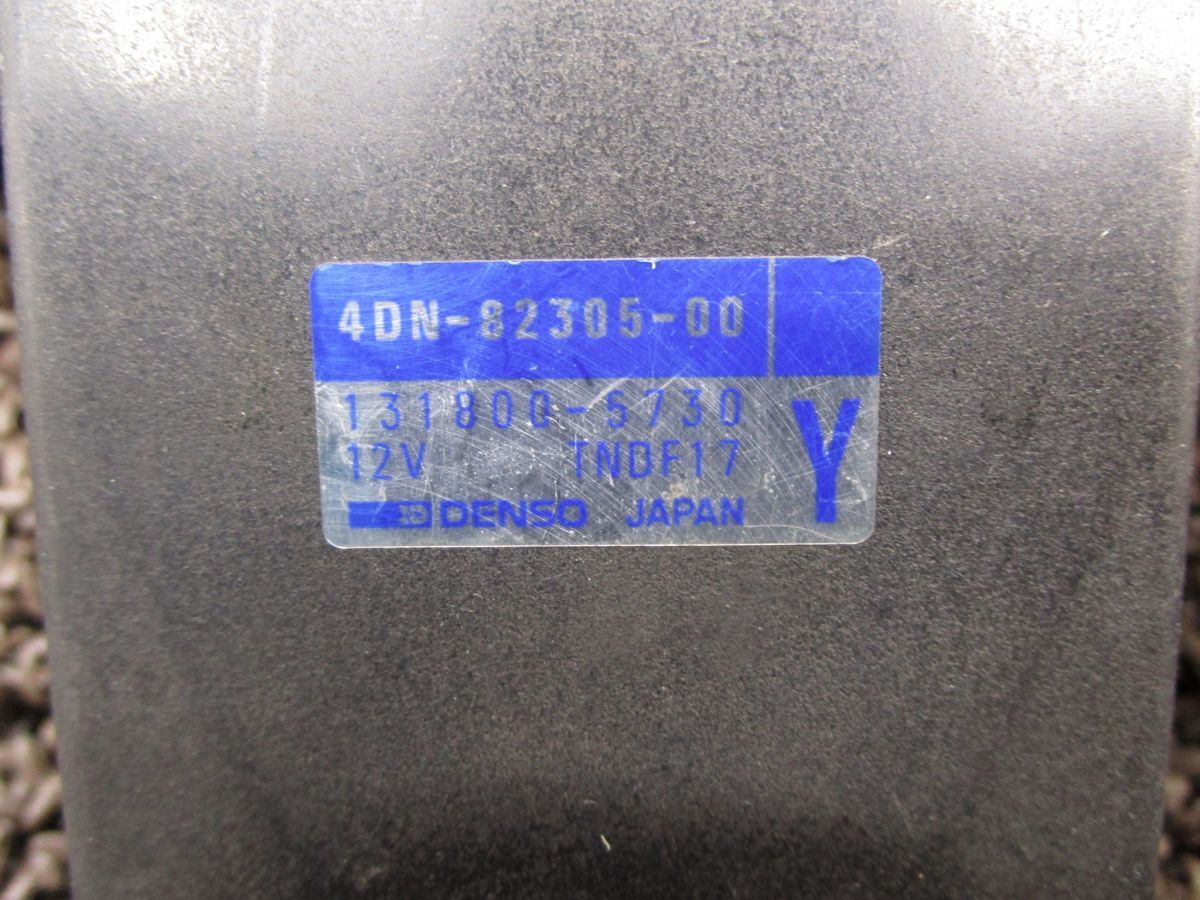 4DN-82305-00
131800-5730
12V TNDF17
DENSO JAPAN
Y